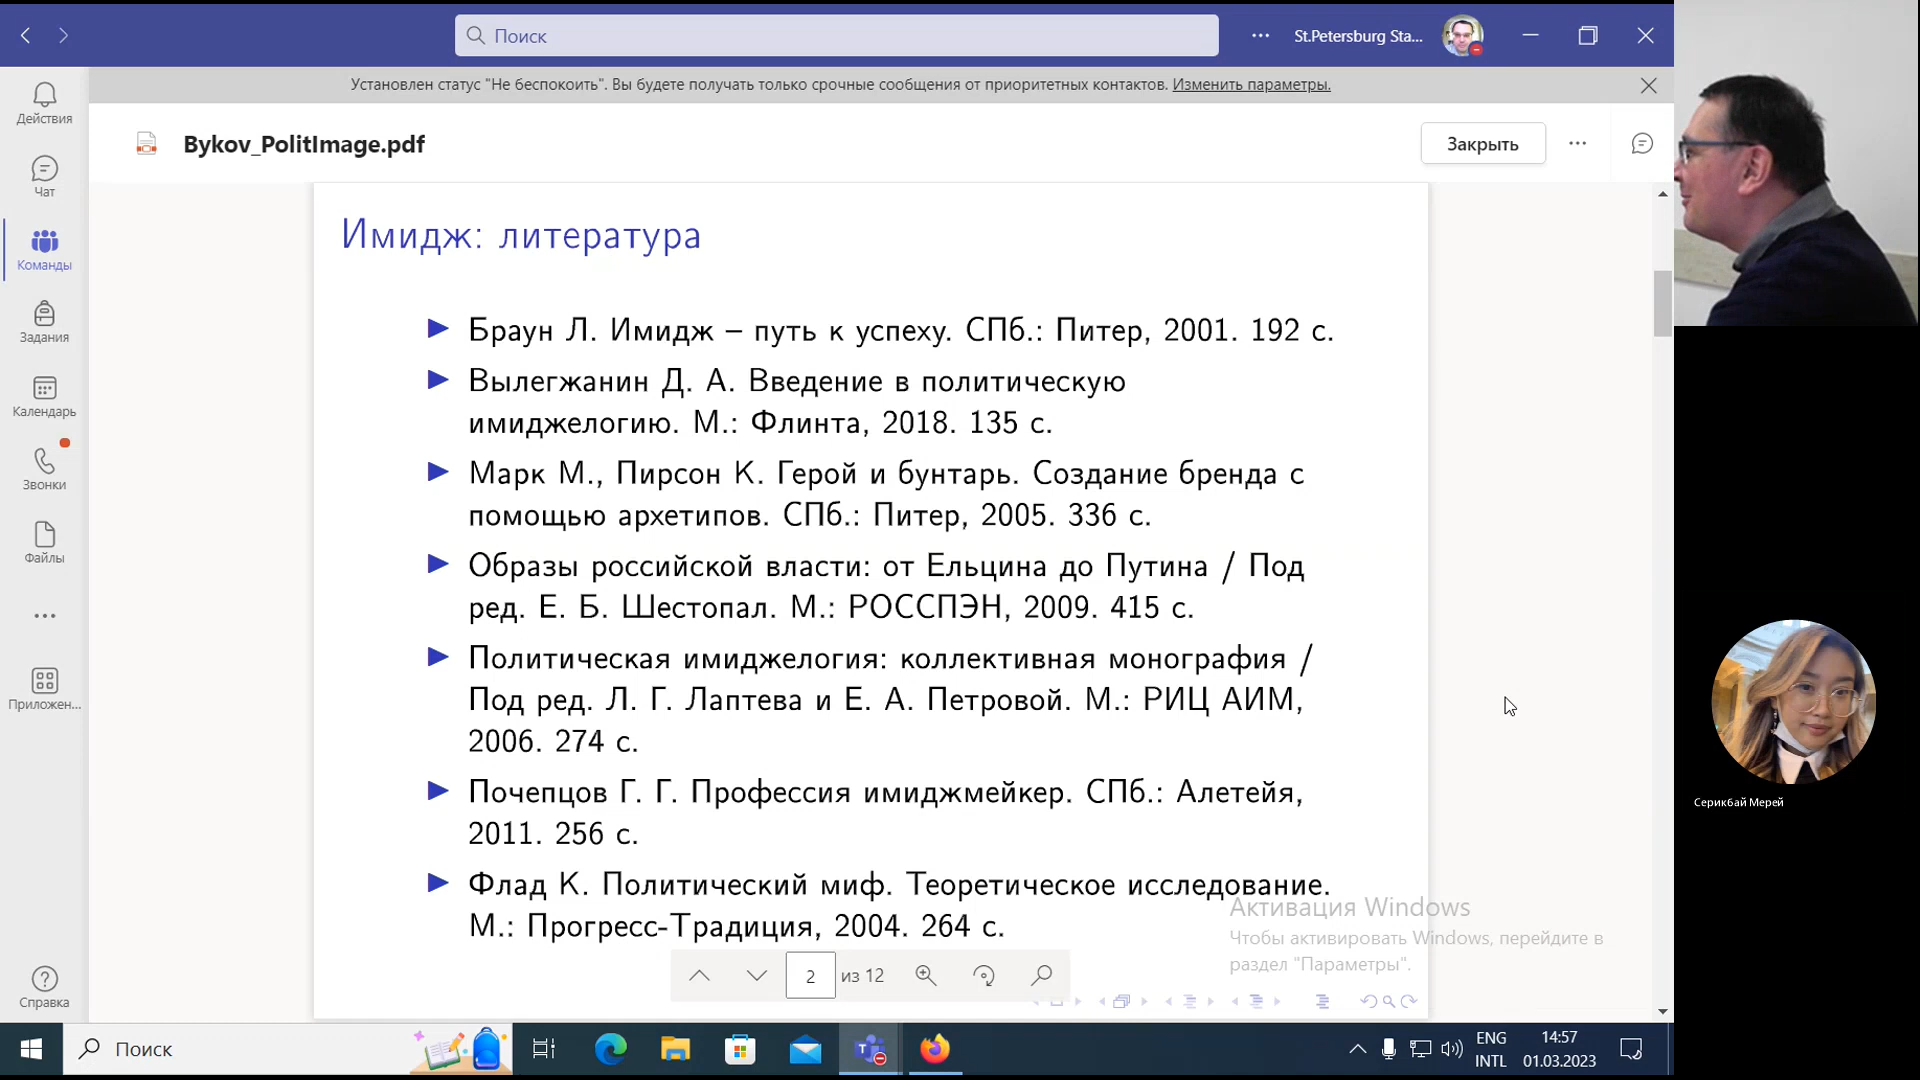 Поиск
St.Petersburg Sta...
Установлен статус "Не беспокоить". Вы будете получать только срочные сообщения от приоритетных контактов. Изменить параметры.
Действия
Чат
Команды
Задания
Календарь
Звонки
Файлы
Приложен...
Справка
Bykov_PolitImage.pdf
Закрыть
Имидж: литература
Браун Л. Имидж – путь к успеху. СПб.: Питер, 2001. 192 с.
Вылегжанин Д. А. Введение в политическую
имиджелогию. М.: Флинта, 2018. 135 с.
Марк М., Пирсон К. Герой и бунтарь. Создание бренда с
помощью архетипов. СПб.: Питер, 2005. 336 с.
Образы российской власти: от Ельцина до Путина / Под
ред. Е. Б. Шестопал. М.: РОССПЭН, 2009. 415 с.
Политическая имиджелогия: коллективная монография /
Под ред. Л. Г. Лаптева и Е. А. Петровой. М.: РИЦ АИМ,
2006. 274 с.
Почепцов Г. Г. Профессия имиджмейкер. СПб.: Алетейя,
2011. 256 с.
Флад К. Политический миф. Теоретическое исследование.
М.: Прогресс-Традиция, 2004. 264 с.
Активация Windows
Чтобы активировать Windows, перейдите в
раздел "Параметры".
2 из 12
Серикбай Мерей
Поиск
ENG
INTL
14:57
01.03.2023